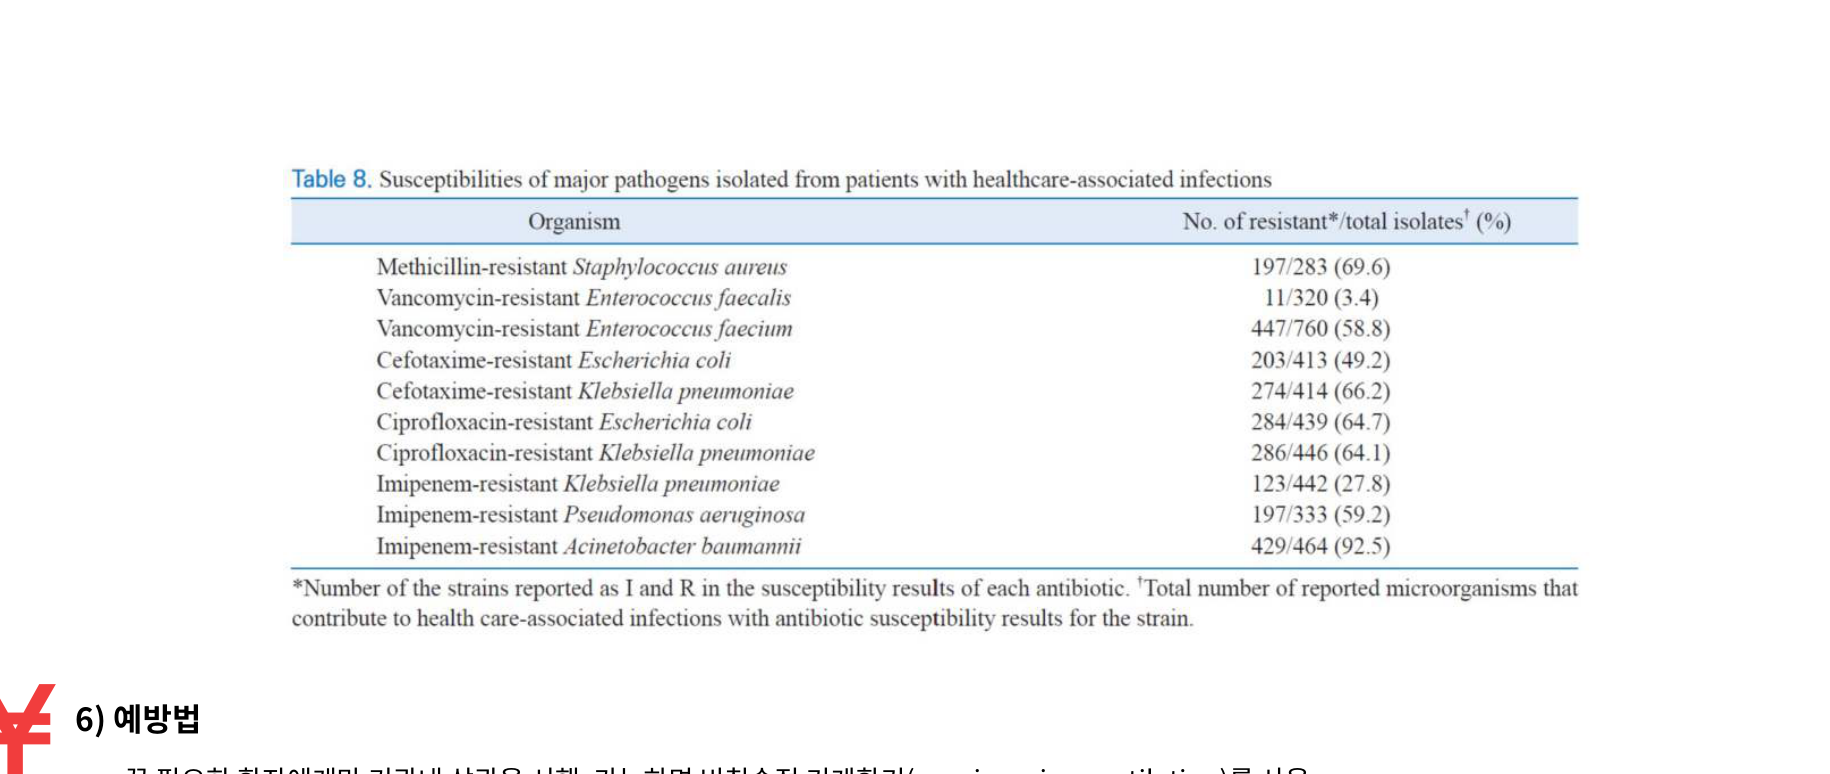 Table 8. Susceptibilities of major pathogens isolated from patients with healthcare-associated infections
Organism No. of resistant*/total isolates† (%)
Methicillin-resistant Staphylococcus aureus 197/283 (69.6)
Vancomycin-resistant Enterococcus faecalis 11/320 (3.4)
Vancomycin-resistant Enterococcus faecium 447/760 (58.8)
Cefotaxime-resistant Escherichia coli 203/413 (49.2)
Cefotaxime-resistant Klebsiella pneumoniae 274/414 (66.2)
Ciprofloxacin-resistant Escherichia coli 284/439 (64.7)
Ciprofloxacin-resistant Klebsiella pneumoniae 286/446 (64.1)
Imipenem-resistant Klebsiella pneumoniae 123/442 (27.8)
Imipenem-resistant Pseudomonas aeruginosa 197/333 (59.2)
Imipenem-resistant Acinetobacter baumannii 429/464 (92.5)
*Number of the strains reported as I and R in the susceptibility results of each antibiotic. †Total number of reported microorganisms that
contribute to health care-associated infections with antibiotic susceptibility results for the strain.
¥ 6) 예방법